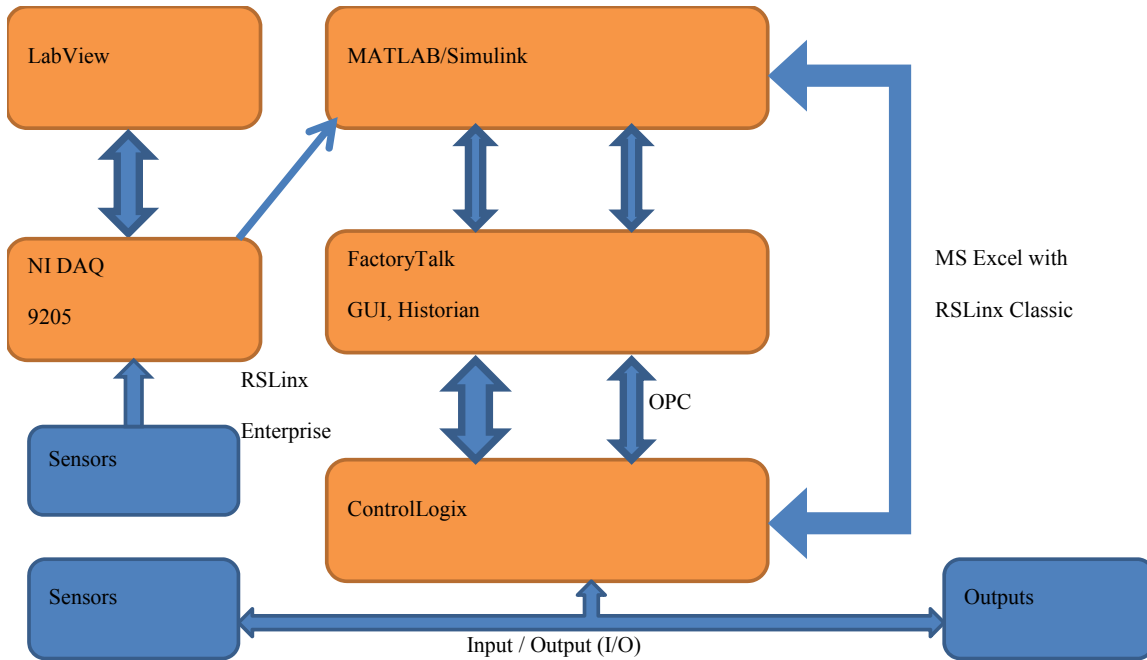 LabView
MATLAB/Simulink
NI DAQ
9205
FactoryTalk
GUI, Historian
MS Excel with
RSLinx Classic
RSLinx
Enterprise
OPC
Sensors
ControlLogix
Sensors
Outputs
Input / Output (I/O)